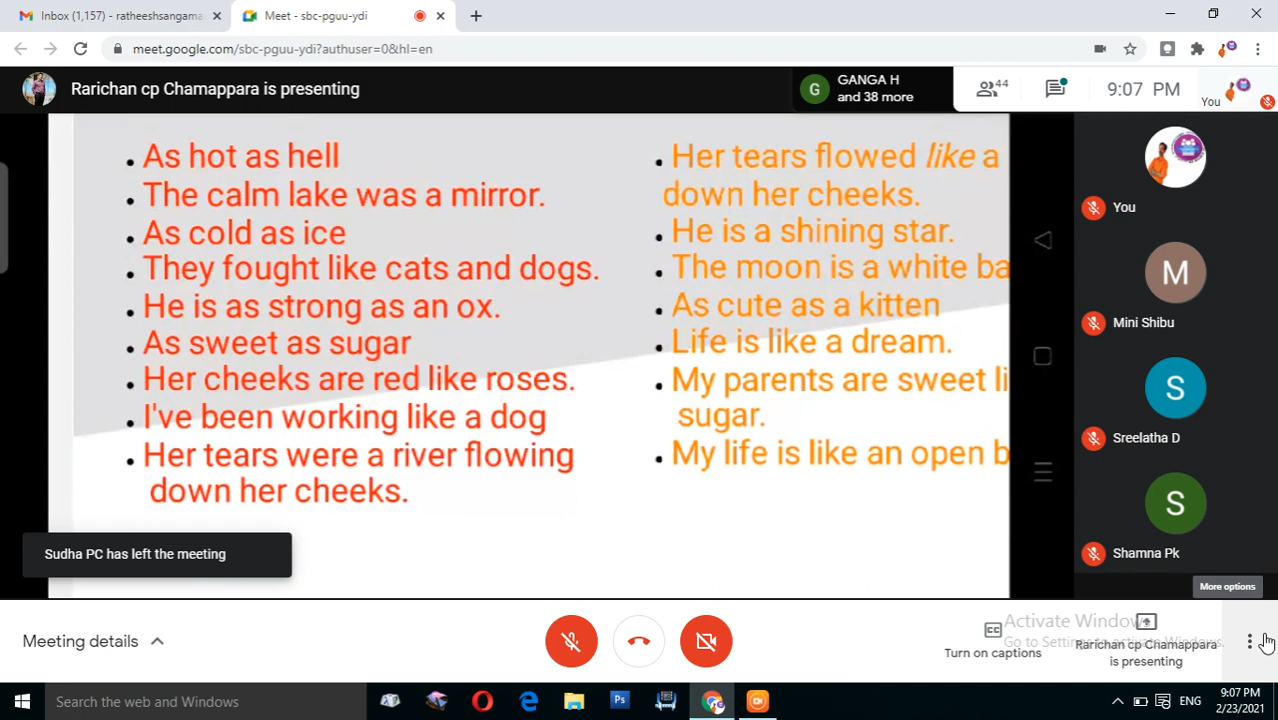 Inbox (1,157) - ratheeshsangama
Meet - sbc-pguu-ydi
meet.google.com/sbc-pguu-ydi?authuser=0&hl=en
Rarichan cp Chamappara is presenting
G
GANGA H
and 38 more
44
9:07 PM
You
• As hot as hell
• The calm lake was a mirror.
• As cold as ice
• They fought like cats and dogs.
• He is as strong as an ox.
• As sweet as sugar
• Her cheeks are red like roses.
• I've been working like a dog
• Her tears were a river flowing
down her cheeks.
• Her tears flowed like a
down her cheeks.
• He is a shining star.
• The moon is a white ba
• As cute as a kitten
• Life is like a dream.
• My parents are sweet li
sugar.
• My life is like an open b
You
M
Mini Shibu
S
Sreelatha D
S
Shamna Pk
More options
Sudha PC has left the meeting
Meeting details
CC
Turn on captions
Rarichan cp Chamappara
is presenting
Activate Windows
Go to Settings to activate Windows.
Search the web and Windows
Ps
ENG
9:07 PM
2/23/2021